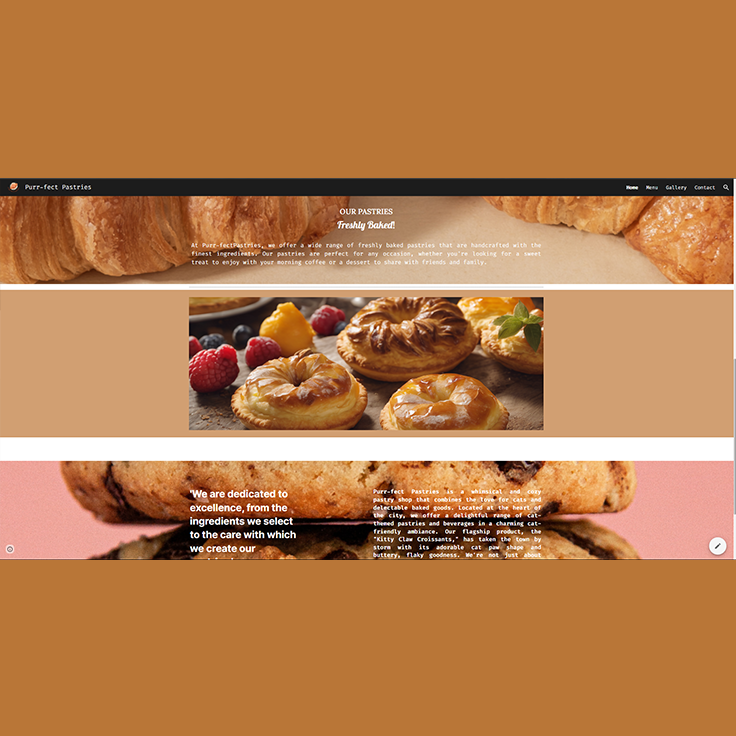 Purr-fect Pastries
Home Menu Gallery Contact
OUR PASTRIES
Freshly Baked!
At Purr-fectPastries, we offer a wide range of freshly baked pastries that are handcrafted with the
finest ingredients. Our pastries are perfect for any occasion, whether you're looking for a sweet
treat to enjoy with your morning coffee or a dessert to share with friends and family.
"We are dedicated to
excellence, from the
ingredients we select
to the care with which
we create our
Purr-fect Pastries is a whimsical and cozy
pastry shop that combines the love for cats and
delectable baked goods. Located at the heart of
the city, we offer a delightful range of cat-
themed pastries and beverages in a charming cat-
friendly ambiance. Our flagship product, the
"Kitty Claw Croissants," has taken the town by
storm with its adorable cat paw shape and
buttery, flaky goodness. We're not just about